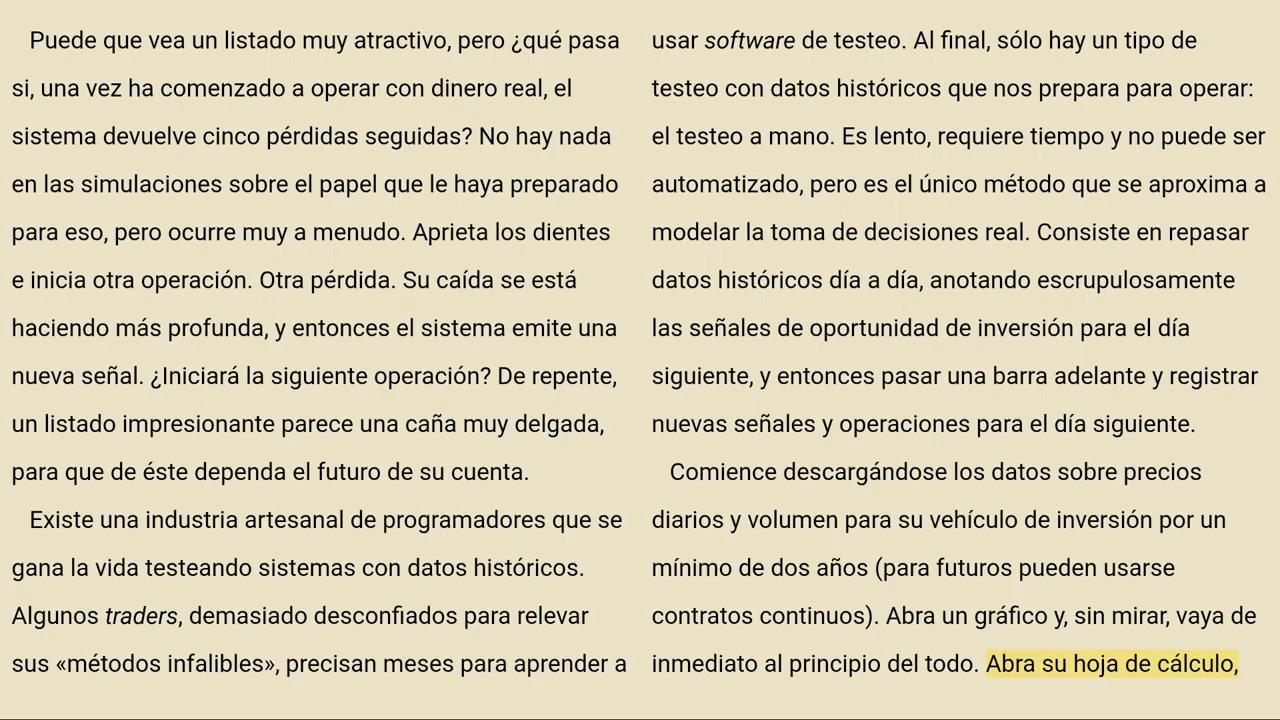 Puede que vea un listado muy atractivo, pero ¿qué pasa
si, una vez ha comenzado a operar con dinero real, el
sistema devuelve cinco pérdidas seguidas? No hay nada
en las simulaciones sobre el papel que le haya preparado
para eso, pero ocurre muy a menudo. Aprieta los dientes
e inicia otra operación. Otra pérdida. Su caída se está
haciendo más profunda, y entonces el sistema emite una
nueva señal. ¿Iniciará la siguiente operación? De repente,
un listado impresionante parece una caña muy delgada,
para que de éste dependa el futuro de su cuenta.
Existe una industria artesanal de programadores que se
gana la vida testeando sistemas con datos históricos.
Algunos traders, demasiado desconfiados para relevar
sus «métodos infalibles», precisan meses para aprender a
usar software de testeo. Al final, sólo hay un tipo de
testeo con datos históricos que nos prepara para operar:
el testeo a mano. Es lento, requiere tiempo y no puede ser
automatizado, pero es el único método que se aproxima a
modelar la toma de decisiones real. Consiste en repasar
datos históricos día a día, anotando escrupulosamente
las señales de oportunidad de inversión para el día
siguiente, y entonces pasar una barra adelante y registrar
nuevas señales y operaciones para el día siguiente.
Comience descargándose los datos sobre precios
diarios y volumen para su vehículo de inversión por un
mínimo de dos años (para futuros pueden usarse
contratos continuos). Abra un gráfico y, sin mirar, vaya de
inmediato al principio del todo. Abra su hoja de cálculo,